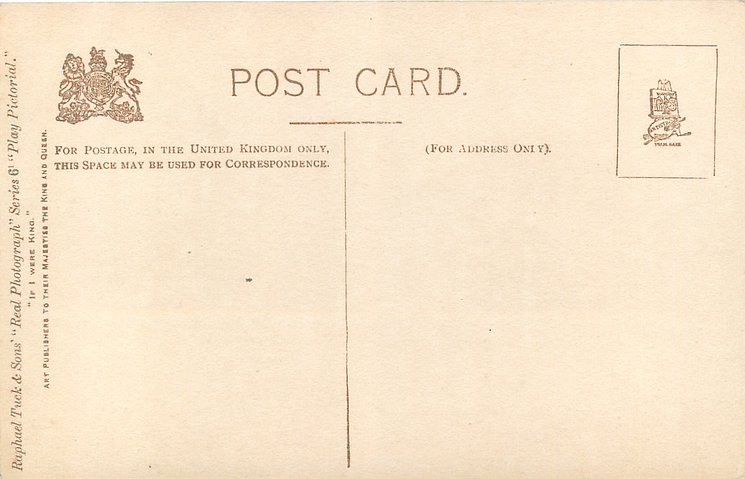 POST CARD.
FOR POSTAGE, IN THE UNITED KINGDOM ONLY,
THIS SPACE MAY BE USED FOR CORRESPONDENCE.
(FOR ADDRESS ONLY).
Raphael Tuck & Sons' "Real Photograph" Series 61 "Play Pictorial."
"IF I WERE KING."
ART PUBLISHERS TO THEIR MAJESTIES THE KING AND QUEEN.
TRADE MARK